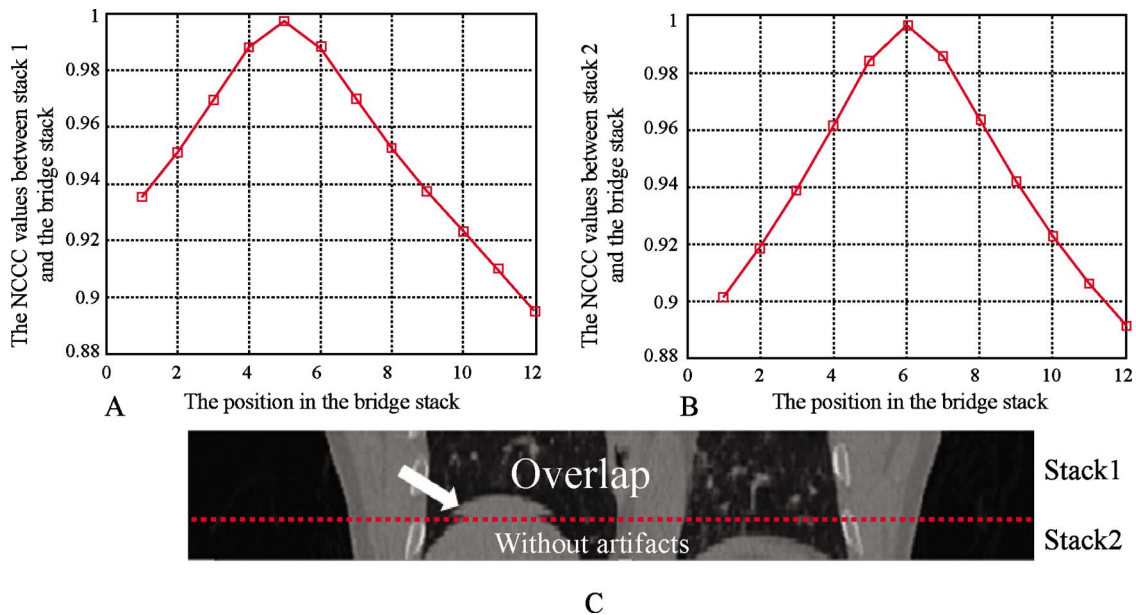 The NCCC values between stack 1
and the bridge stack
1
0.98
0.96
0.94
0.92
0.9
0.88
0 2 4 6 8 10 12
A The position in the bridge stack
The NCCC values between stack 2
and the bridge stack
1
0.98
0.96
0.94
0.92
0.9
0.88
0 2 4 6 8 10 12
B The position in the bridge stack
Overlap
Stack1
Without artifacts
Stack2
C